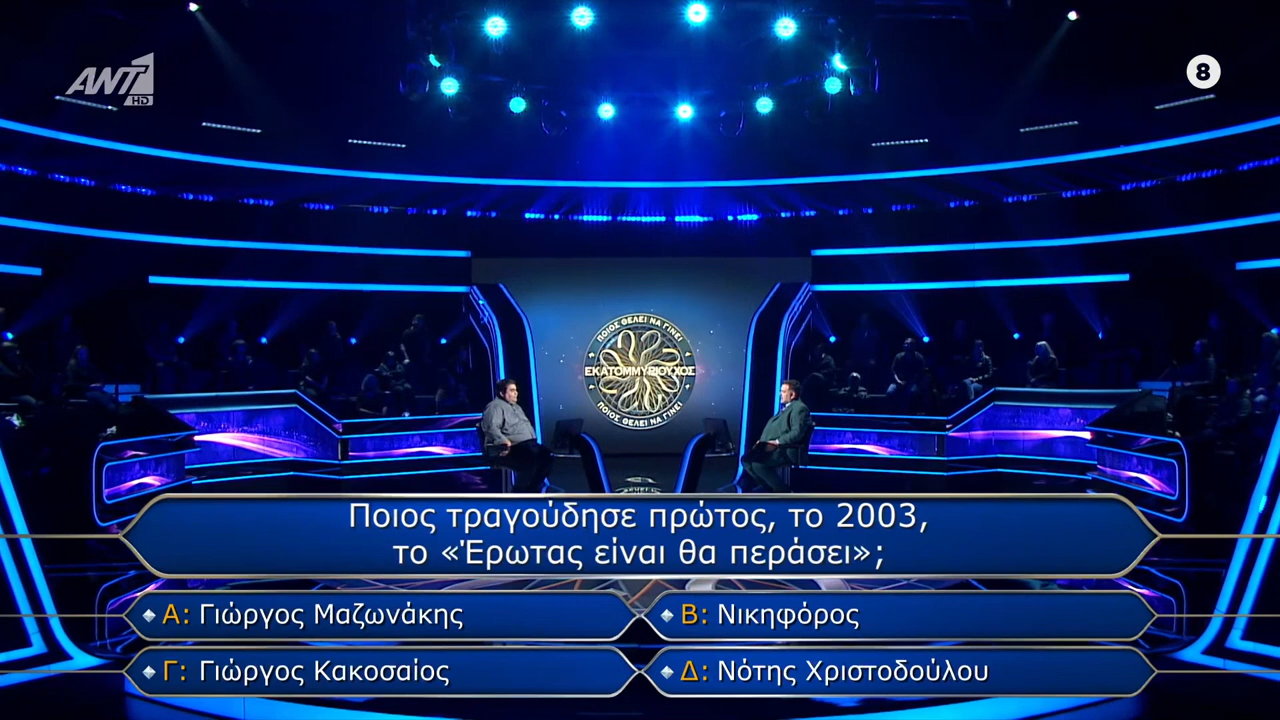 ANT1
HD
8
ΠΟΙΟΣ ΘΕΛΕΙ ΝΑ ΓΙΝΕΙ
ΕΚΑΤΟΜΜΥΡΙΟΥΧΟΣ
ΠΟΙΟΣ ΘΕΛΕΙ ΝΑ ΓΙΝΕΙ
Ποιος τραγούδησε πρώτος, το 2003,
το «Έρωτας είναι θα περάσει»;
Α: Γιώργος Μαζωνάκης
Β: Νικηφόρος
Γ: Γιώργος Κακοσαίος
Δ: Νότης Χριστοδούλου